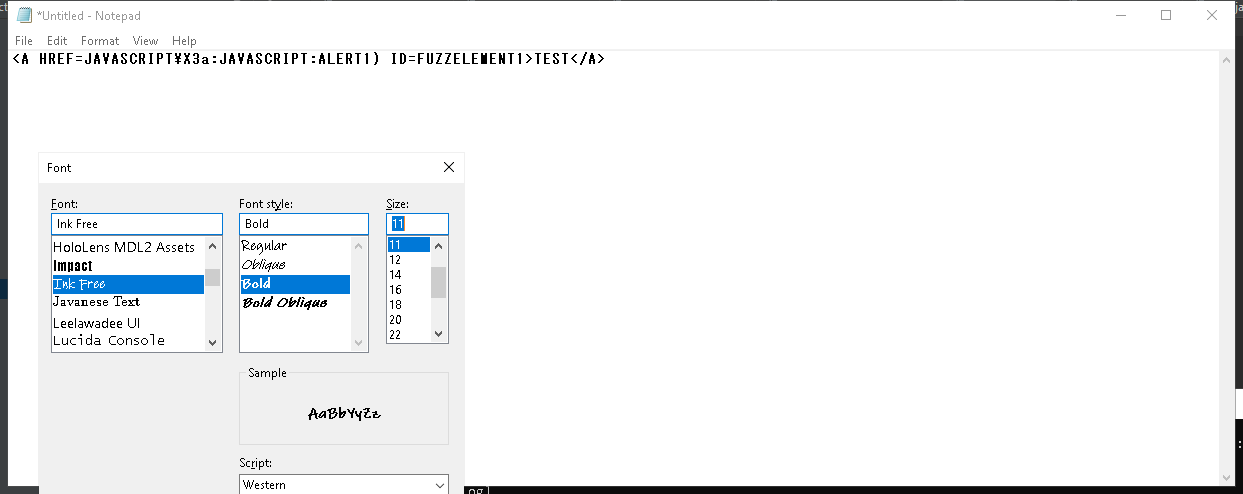 *Untitled - Notepad
File Edit Format View Help
<A HREF=JAVASCRIPT¥X3a:JAVASCRIPT:ALERT1) ID=FUZZELEMENT1>TEST</A>
Font
Font: Font style: Size:
Ink Free Bold 11
HoloLens MDL2 Assets Regular 11
Impact Oblique 12
Ink Free Bold 14
Javanese Text Bold Oblique 16
Leelawadee UI 18
Lucida Console 20
22
Sample
AaBbYyZz
Script:
Western